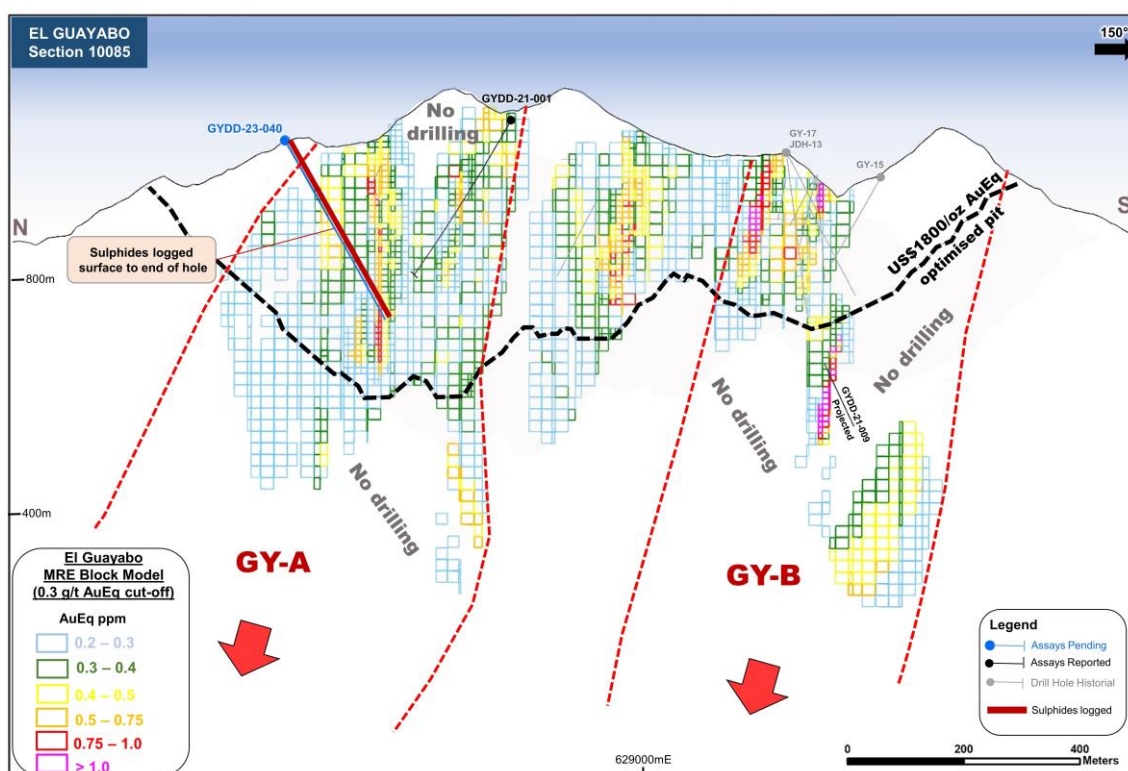 EL GUAYABO
Section 10085
150°
GYDD-21-001
No
drilling
GYDD-23-040
GY-17
JDH-13
GY-15
N
S
Sulphides logged
surface to end of hole
US$1800/oz AuEq
optimised pit
800m
No drilling
GYDD-21-009
Projected
No drilling
No drilling
400m
GY-A
GY-B
El Guayabo
MRE Block Model
(0.3 g/t AuEq cut-off)
AuEq ppm
0.2 – 0.3
0.3 – 0.4
0.4 – 0.5
0.5 – 0.75
0.75 – 1.0
> 1.0
Legend
Assays Pending
Assays Reported
Drill Hole Historial
Sulphides logged
629000mE
0 200 400
Meters